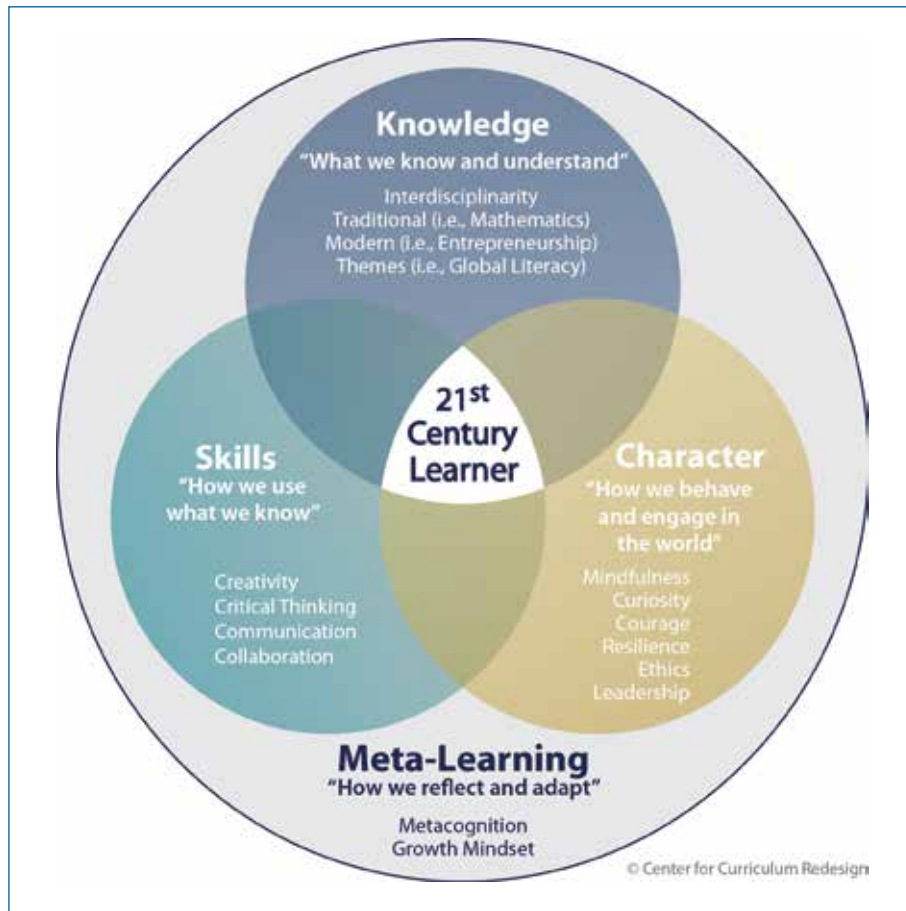 Knowledge
"What we know and understand"
Interdisciplinarity
Traditional (i.e., Mathematics)
Modern (i.e., Entrepreneurship)
Themes (i.e., Global Literacy)
21st
Century
Learner
Skills
"How we use
what we know"
Creativity
Critical Thinking
Communication
Collaboration
Character
"How we behave
and engage in
the world"
Mindfulness
Curiosity
Courage
Resilience
Ethics
Leadership
Meta-Learning
"How we reflect and adapt"
Metacognition
Growth Mindset
© Center for Curriculum Redesign